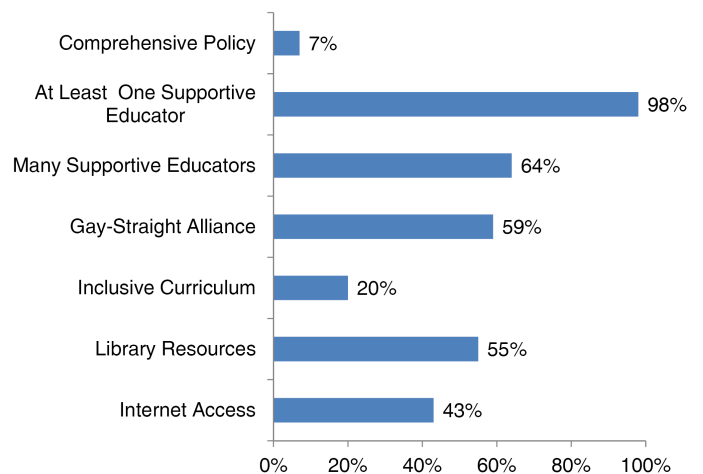 Comprehensive Policy
7%
At Least One Supportive
Educator
98%
Many Supportive Educators
64%
Gay-Straight Alliance
59%
Inclusive Curriculum
20%
Library Resources
55%
Internet Access
43%
0% 20% 40% 60% 80% 100%